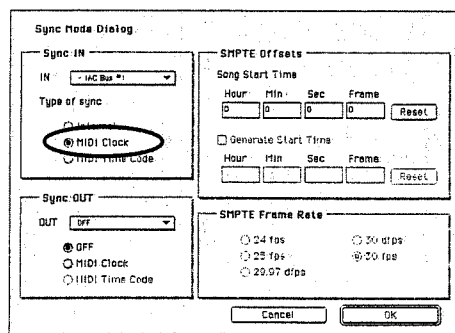 Sync Mode Dialog
Sync IN
IN - IAC Bus #1
Type of sync
Internal
MIDI Clock
MIDI Time Code
Sync OUT
OUT OFF
OFF
MIDI Clock
MIDI Time Code
SMPTE Offsets
Song Start Time
Hour Min Sec Frame
0 0 0 0 Reset
Generate Start Time
Hour Min Sec Frame
Reset
SMPTE Frame Rate
24 fps
25 fps
29.97 dfps
30 dfps
30 fps
Cancel OK